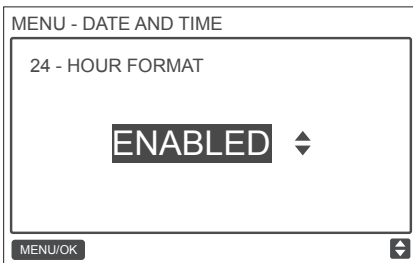 MENU - DATE AND TIME
24 - HOUR FORMAT
ENABLED
MENU/OK